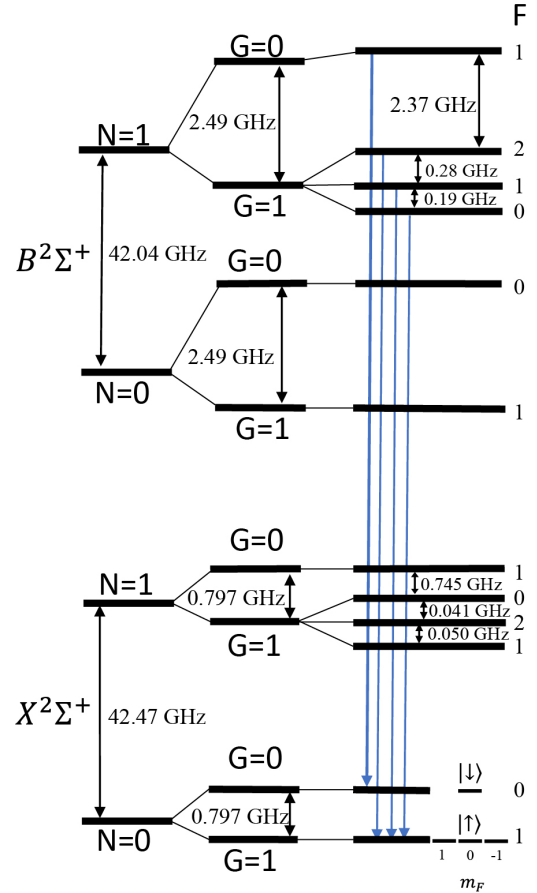 F
G=0
1
2.49 GHz
2.37 GHz
N=1
2
0.28 GHz
1
G=1
0.19 GHz
0
B²Σ⁺
42.04 GHz
G=0
0
2.49 GHz
N=0
1
G=1
G=0
1
N=1
0.797 GHz
0.745 GHz
0
0.041 GHz
2
G=1
0.050 GHz
1
X²Σ⁺
42.47 GHz
G=0
|↓⟩
0
0.797 GHz
|↑⟩
N=0
1
G=1
1 0 -1
m_F